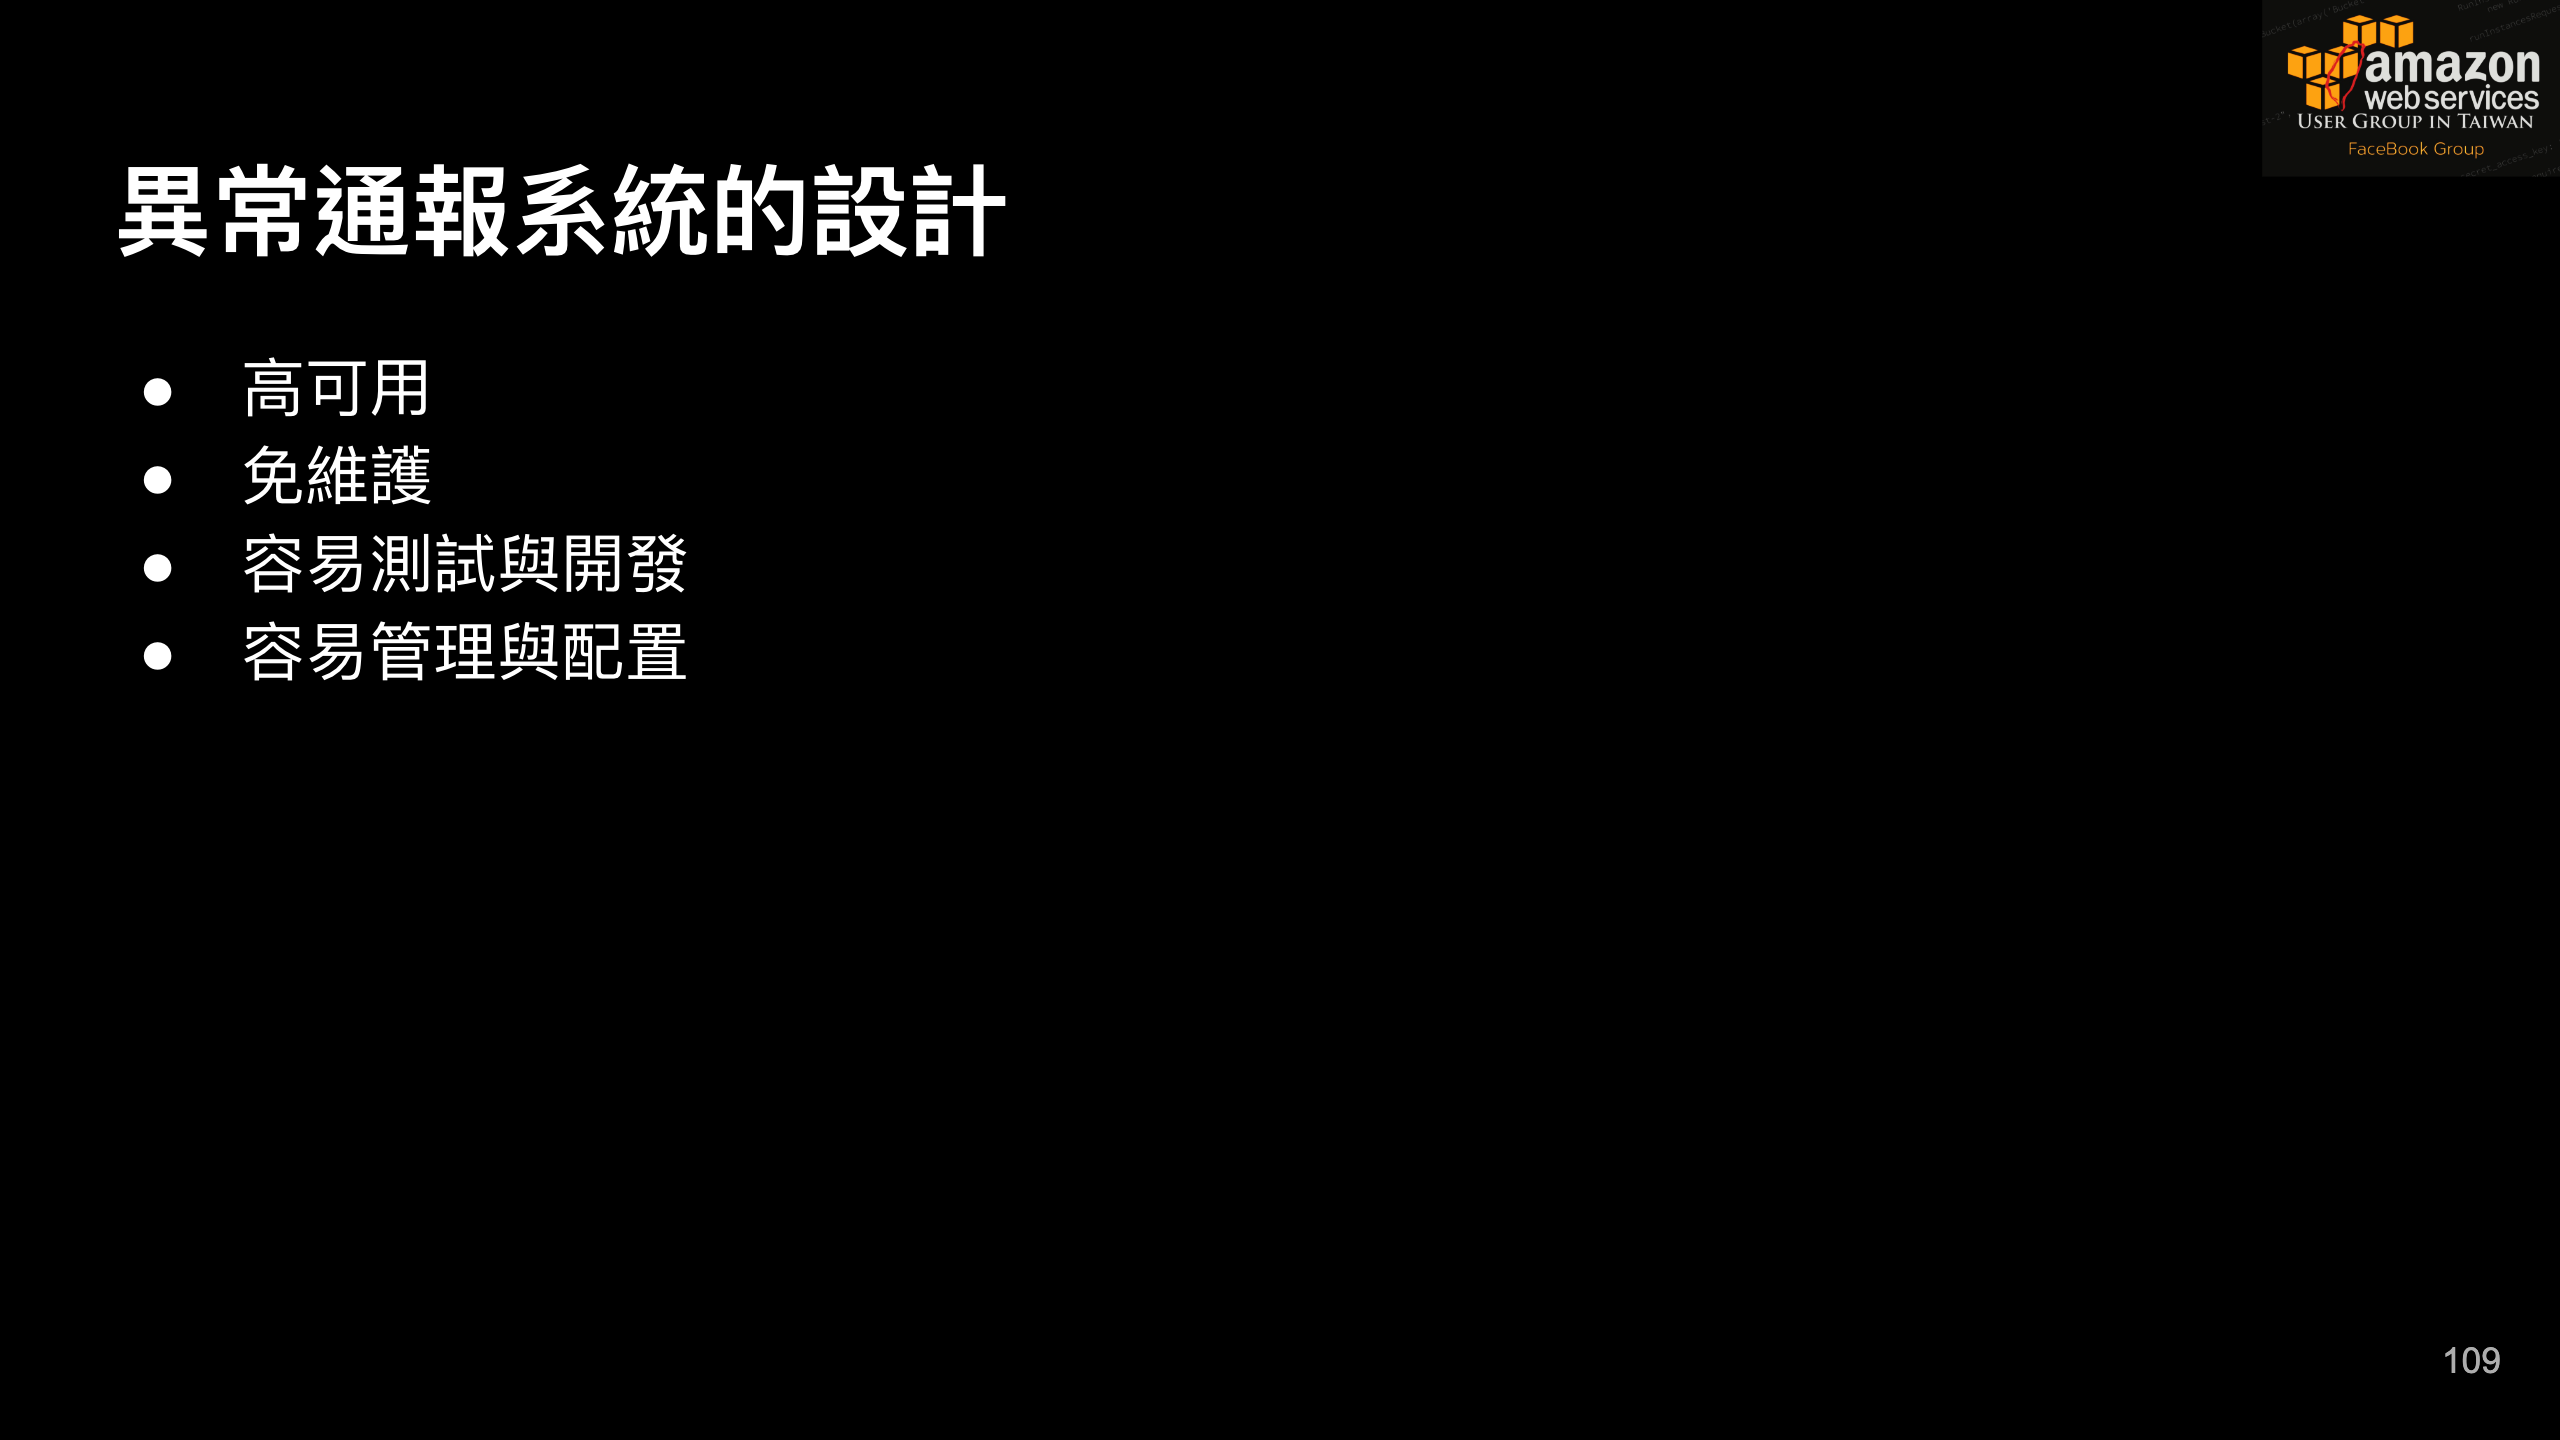 amazon
web services
USER GROUP IN TAIWAN
FaceBook Group
異常通報系統的設計
● 高可用
● 免維護
● 容易測試與開發
● 容易管理與配置
109